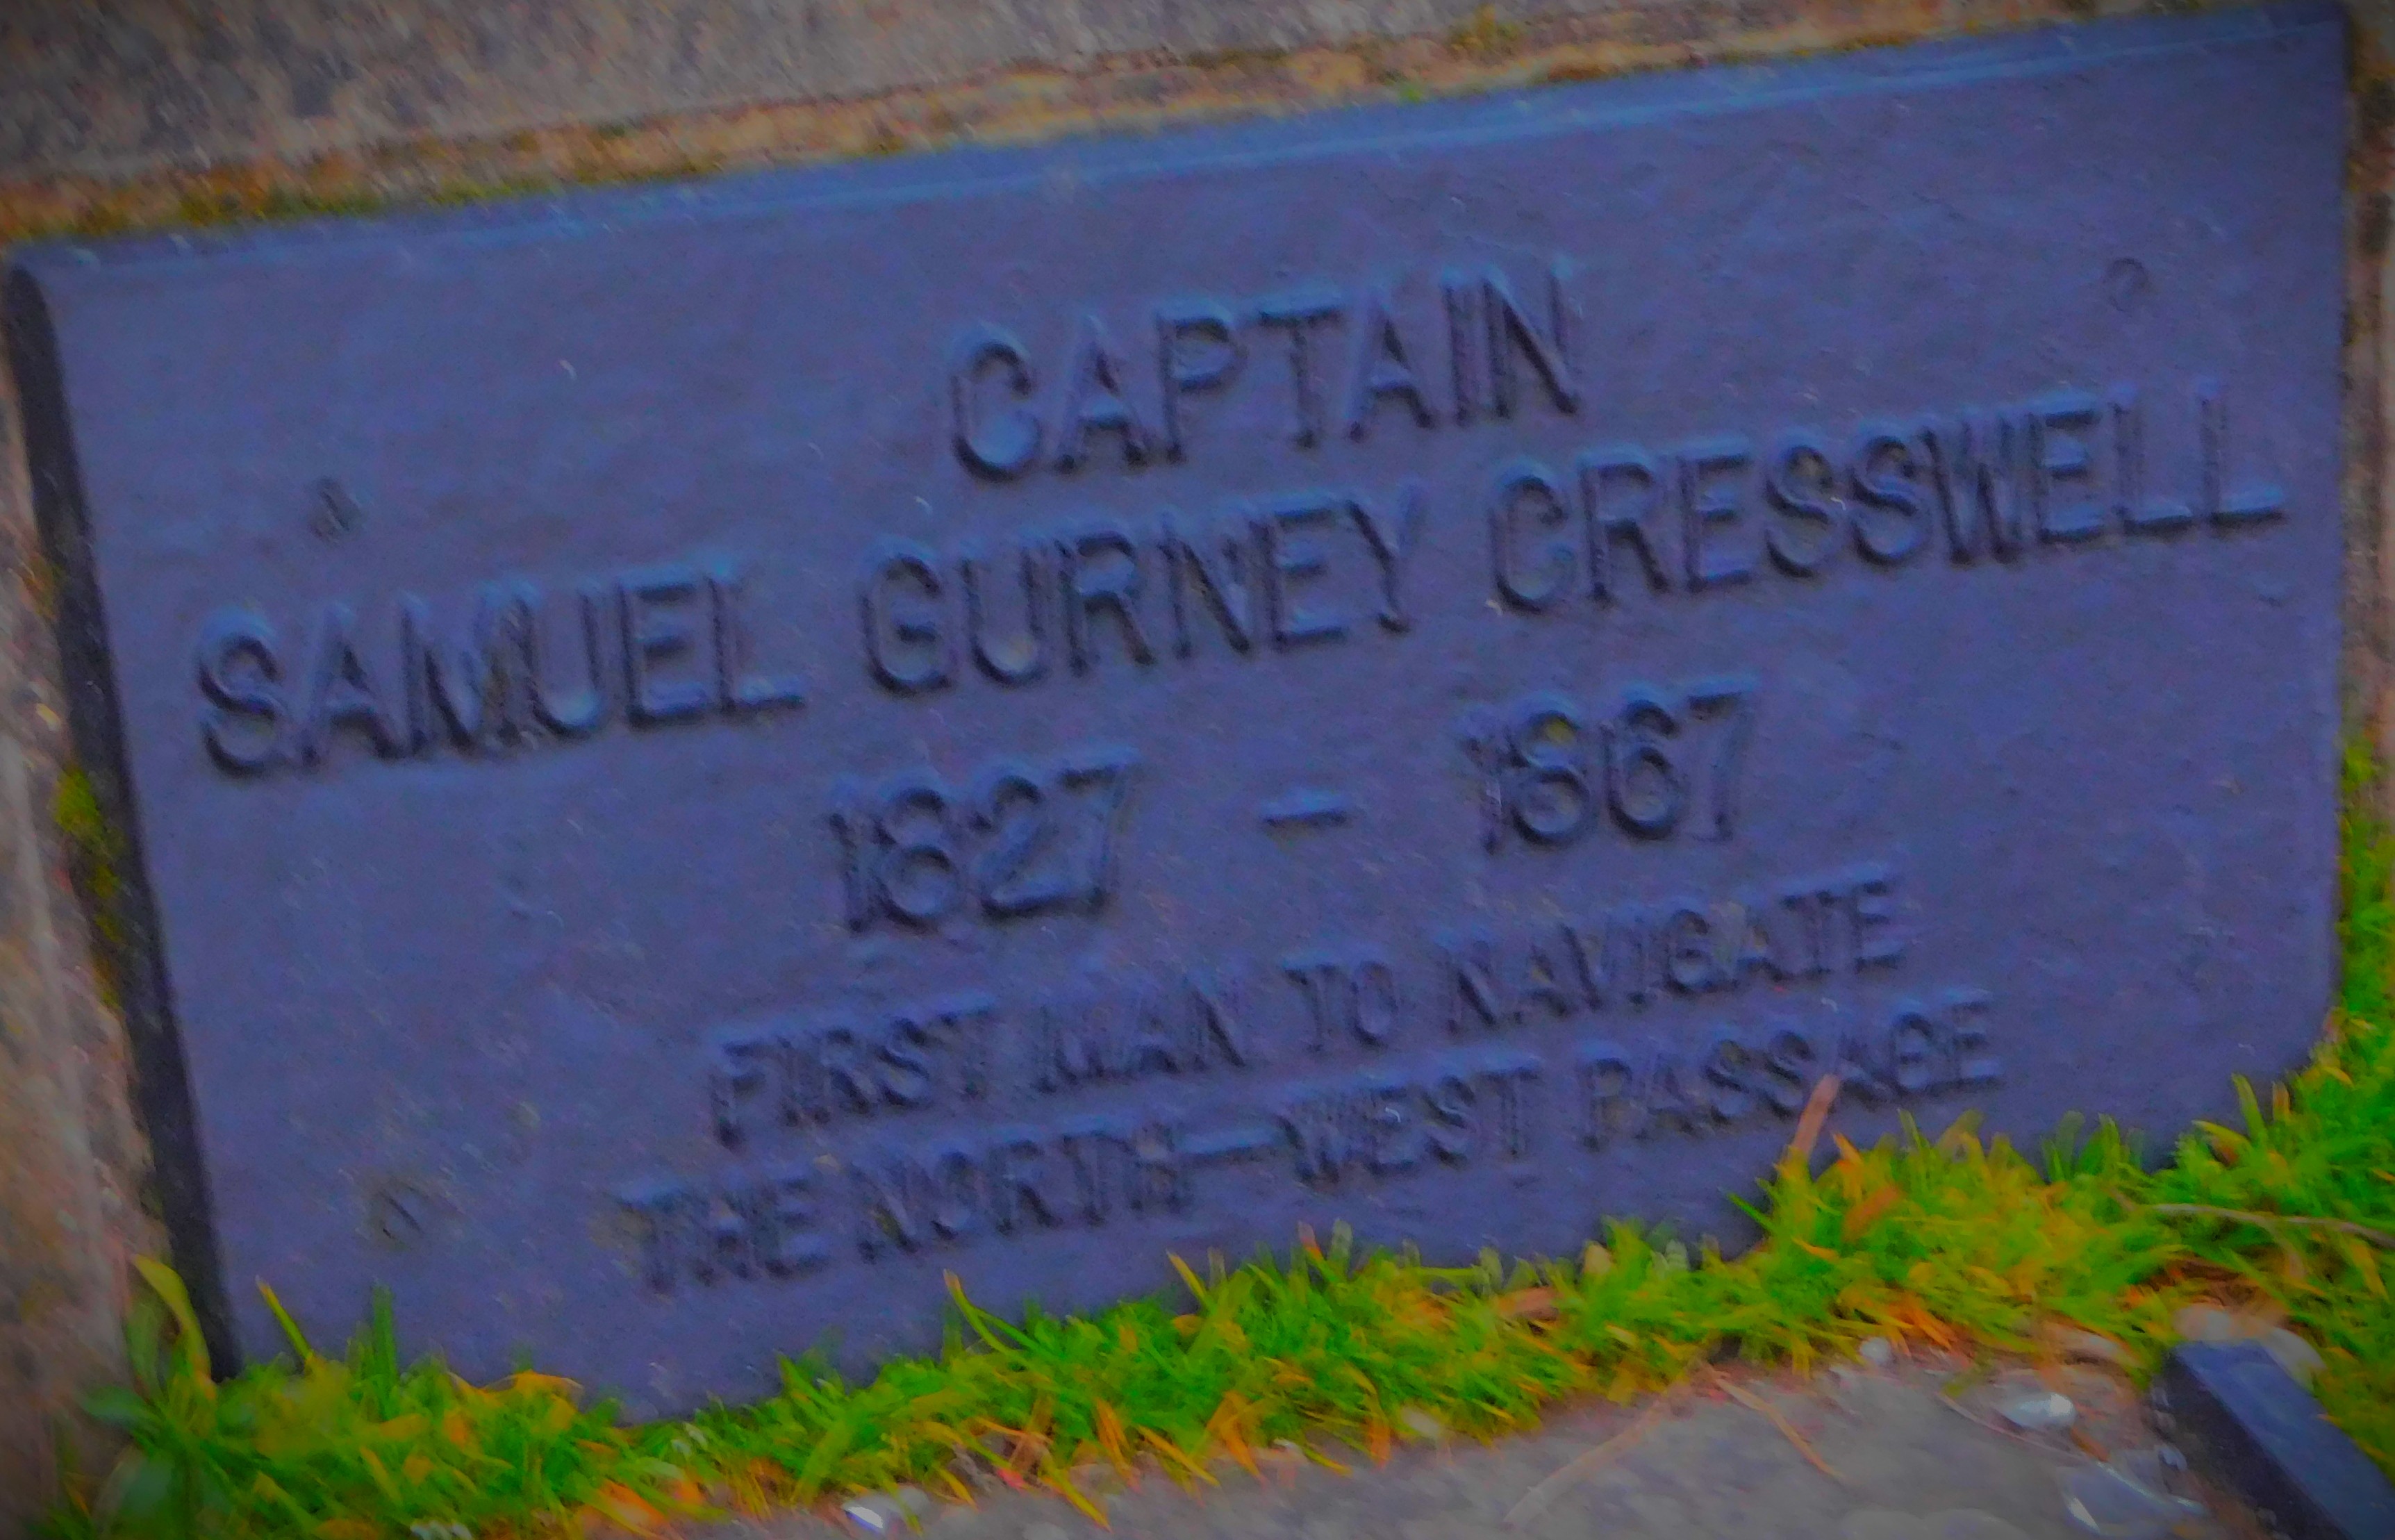 CAPTAIN
SAMUEL GURNEY CRESSWELL
1827 - 1867
FIRST MAN TO NAVIGATE
THE NORTH-WEST PASSAGE